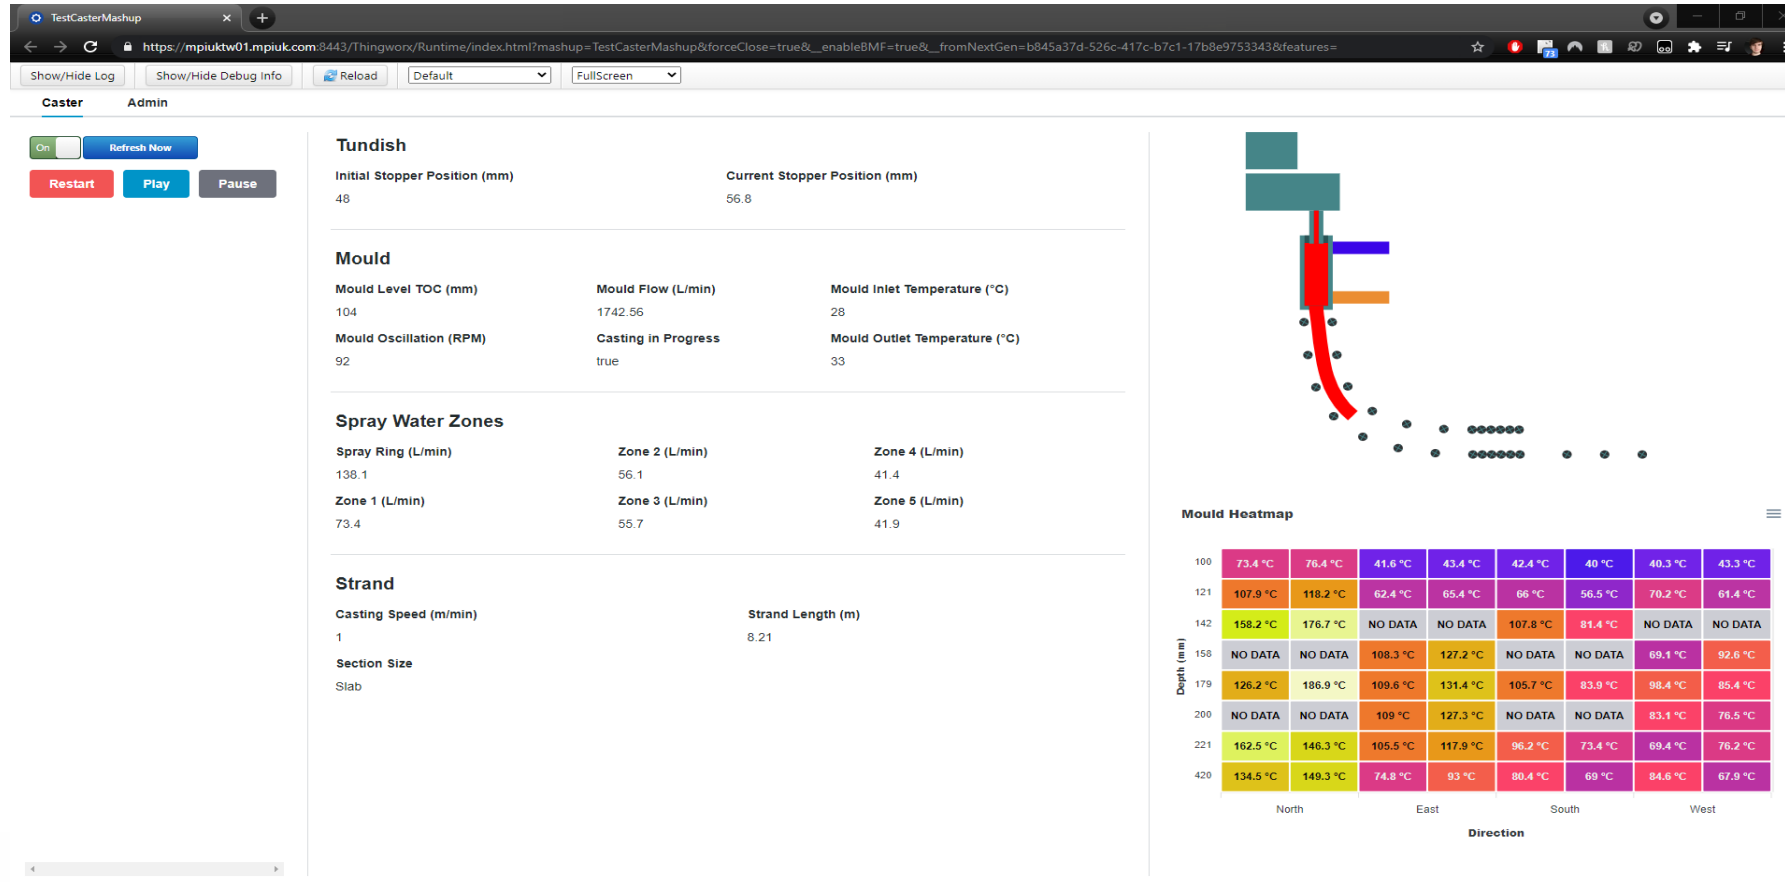 TestCasterMashup
https://mpiuktw01.mpiuk.com:8443/Thingworx/Runtime/index.html?mashup=TestCasterMashup&forceClose=true&__enableBMF=true&__fromNextGen=b845a37d-526c-417c-b7c1-17b8e9753343&features=
73
Show/Hide Log Show/Hide Debug Info Reload Default FullScreen
Caster Admin
On Refresh Now
Restart Play Pause
Tundish
Initial Stopper Position (mm) Current Stopper Position (mm)
48 56.8
Mould
Mould Level TOC (mm) Mould Flow (L/min) Mould Inlet Temperature (°C)
104 1742.56 28
Mould Oscillation (RPM) Casting in Progress Mould Outlet Temperature (°C)
92 true 33
Spray Water Zones
Spray Ring (L/min) Zone 2 (L/min) Zone 4 (L/min)
138.1 56.1 41.4
Zone 1 (L/min) Zone 3 (L/min) Zone 5 (L/min)
73.4 55.7 41.9
Strand
Casting Speed (m/min) Strand Length (m)
1 8.21
Section Size
Slab
Mould Heatmap
Depth (mm)
100 73.4 °C 76.4 °C 41.6 °C 43.4 °C 42.4 °C 40 °C 40.3 °C 43.3 °C
121 107.9 °C 118.2 °C 62.4 °C 65.4 °C 66 °C 56.5 °C 70.2 °C 61.4 °C
142 158.2 °C 176.7 °C NO DATA NO DATA 107.8 °C 81.4 °C NO DATA NO DATA
158 NO DATA NO DATA 108.3 °C 127.2 °C NO DATA NO DATA 69.1 °C 92.6 °C
179 126.2 °C 186.9 °C 109.6 °C 131.4 °C 105.7 °C 83.9 °C 98.4 °C 85.4 °C
200 NO DATA NO DATA 109 °C 127.3 °C NO DATA NO DATA 83.1 °C 76.5 °C
221 162.5 °C 146.3 °C 105.5 °C 117.9 °C 96.2 °C 73.4 °C 69.4 °C 76.2 °C
420 134.5 °C 149.3 °C 74.8 °C 93 °C 80.4 °C 69 °C 84.6 °C 67.9 °C
North East South West
Direction